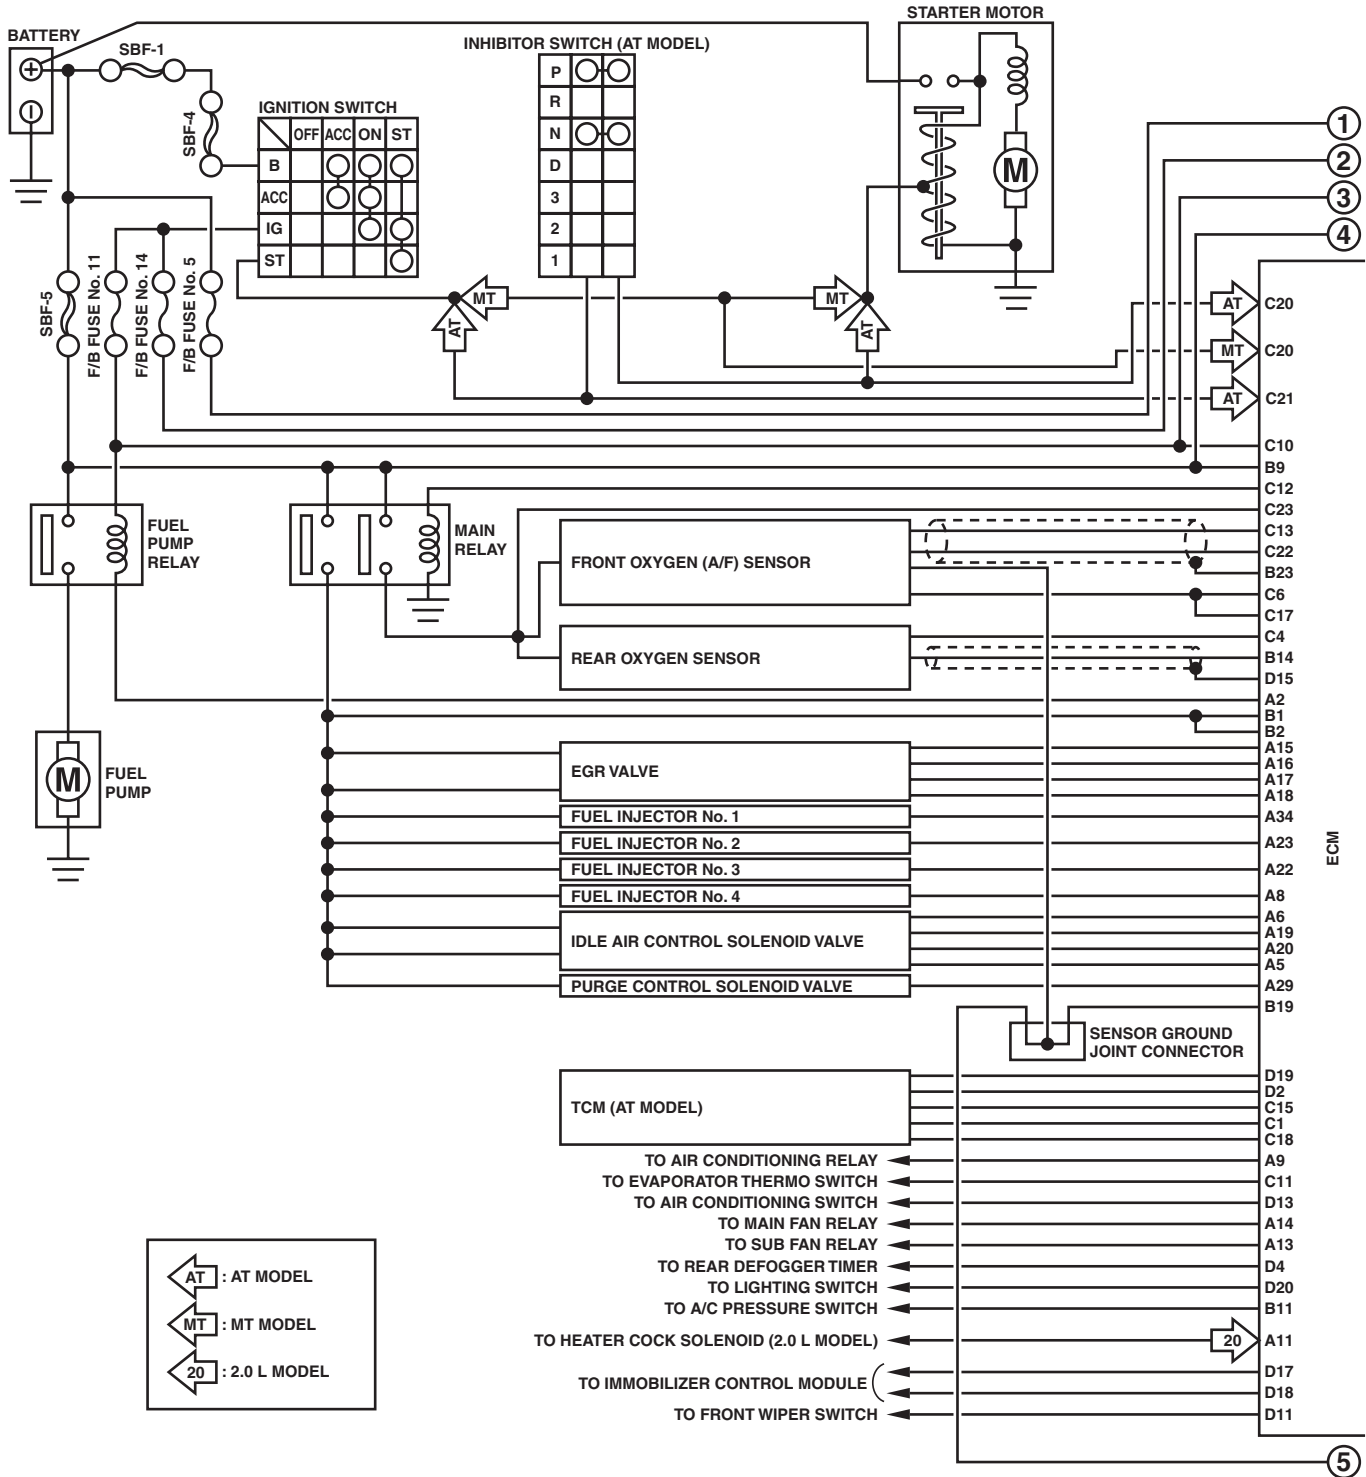 STARTER MOTOR
BATTERY
SBF-1
INHIBITOR SWITCH (AT MODEL)
+
P
R
N
D
3
2
1
I
SBF-4
IGNITION SWITCH
OFF ACC ON ST
B
ACC
IG
ST
M
1
2
3
4
SBF-5
F/B FUSE No. 11
F/B FUSE No. 14
F/B FUSE No. 5
MT
AT
MT
AT
AT C20
MT C20
AT C21
C10
B9
C12
C23
FUEL
PUMP
RELAY
MAIN
RELAY
FRONT OXYGEN (A/F) SENSOR
C13
C22
B23
C6
C17
REAR OXYGEN SENSOR
C4
B14
D15
A2
B1
B2
M
FUEL
PUMP
EGR VALVE
A15
A16
A17
A18
FUEL INJECTOR No. 1 A34
FUEL INJECTOR No. 2 A23
FUEL INJECTOR No. 3 A22
FUEL INJECTOR No. 4 A8
ECM
IDLE AIR CONTROL SOLENOID VALVE
A6
A19
A20
A5
PURGE CONTROL SOLENOID VALVE A29
B19
SENSOR GROUND
JOINT CONNECTOR
TCM (AT MODEL)
D19
D2
C15
C1
C18
TO AIR CONDITIONING RELAY A9
TO EVAPORATOR THERMO SWITCH C11
TO AIR CONDITIONING SWITCH D13
TO MAIN FAN RELAY A14
TO SUB FAN RELAY A13
TO REAR DEFOGGER TIMER D4
TO LIGHTING SWITCH D20
TO A/C PRESSURE SWITCH B11
TO HEATER COCK SOLENOID (2.0 L MODEL) 20 A11
TO IMMOBILIZER CONTROL MODULE
D17
D18
TO FRONT WIPER SWITCH D11
AT : AT MODEL
MT : MT MODEL
20 : 2.0 L MODEL
5